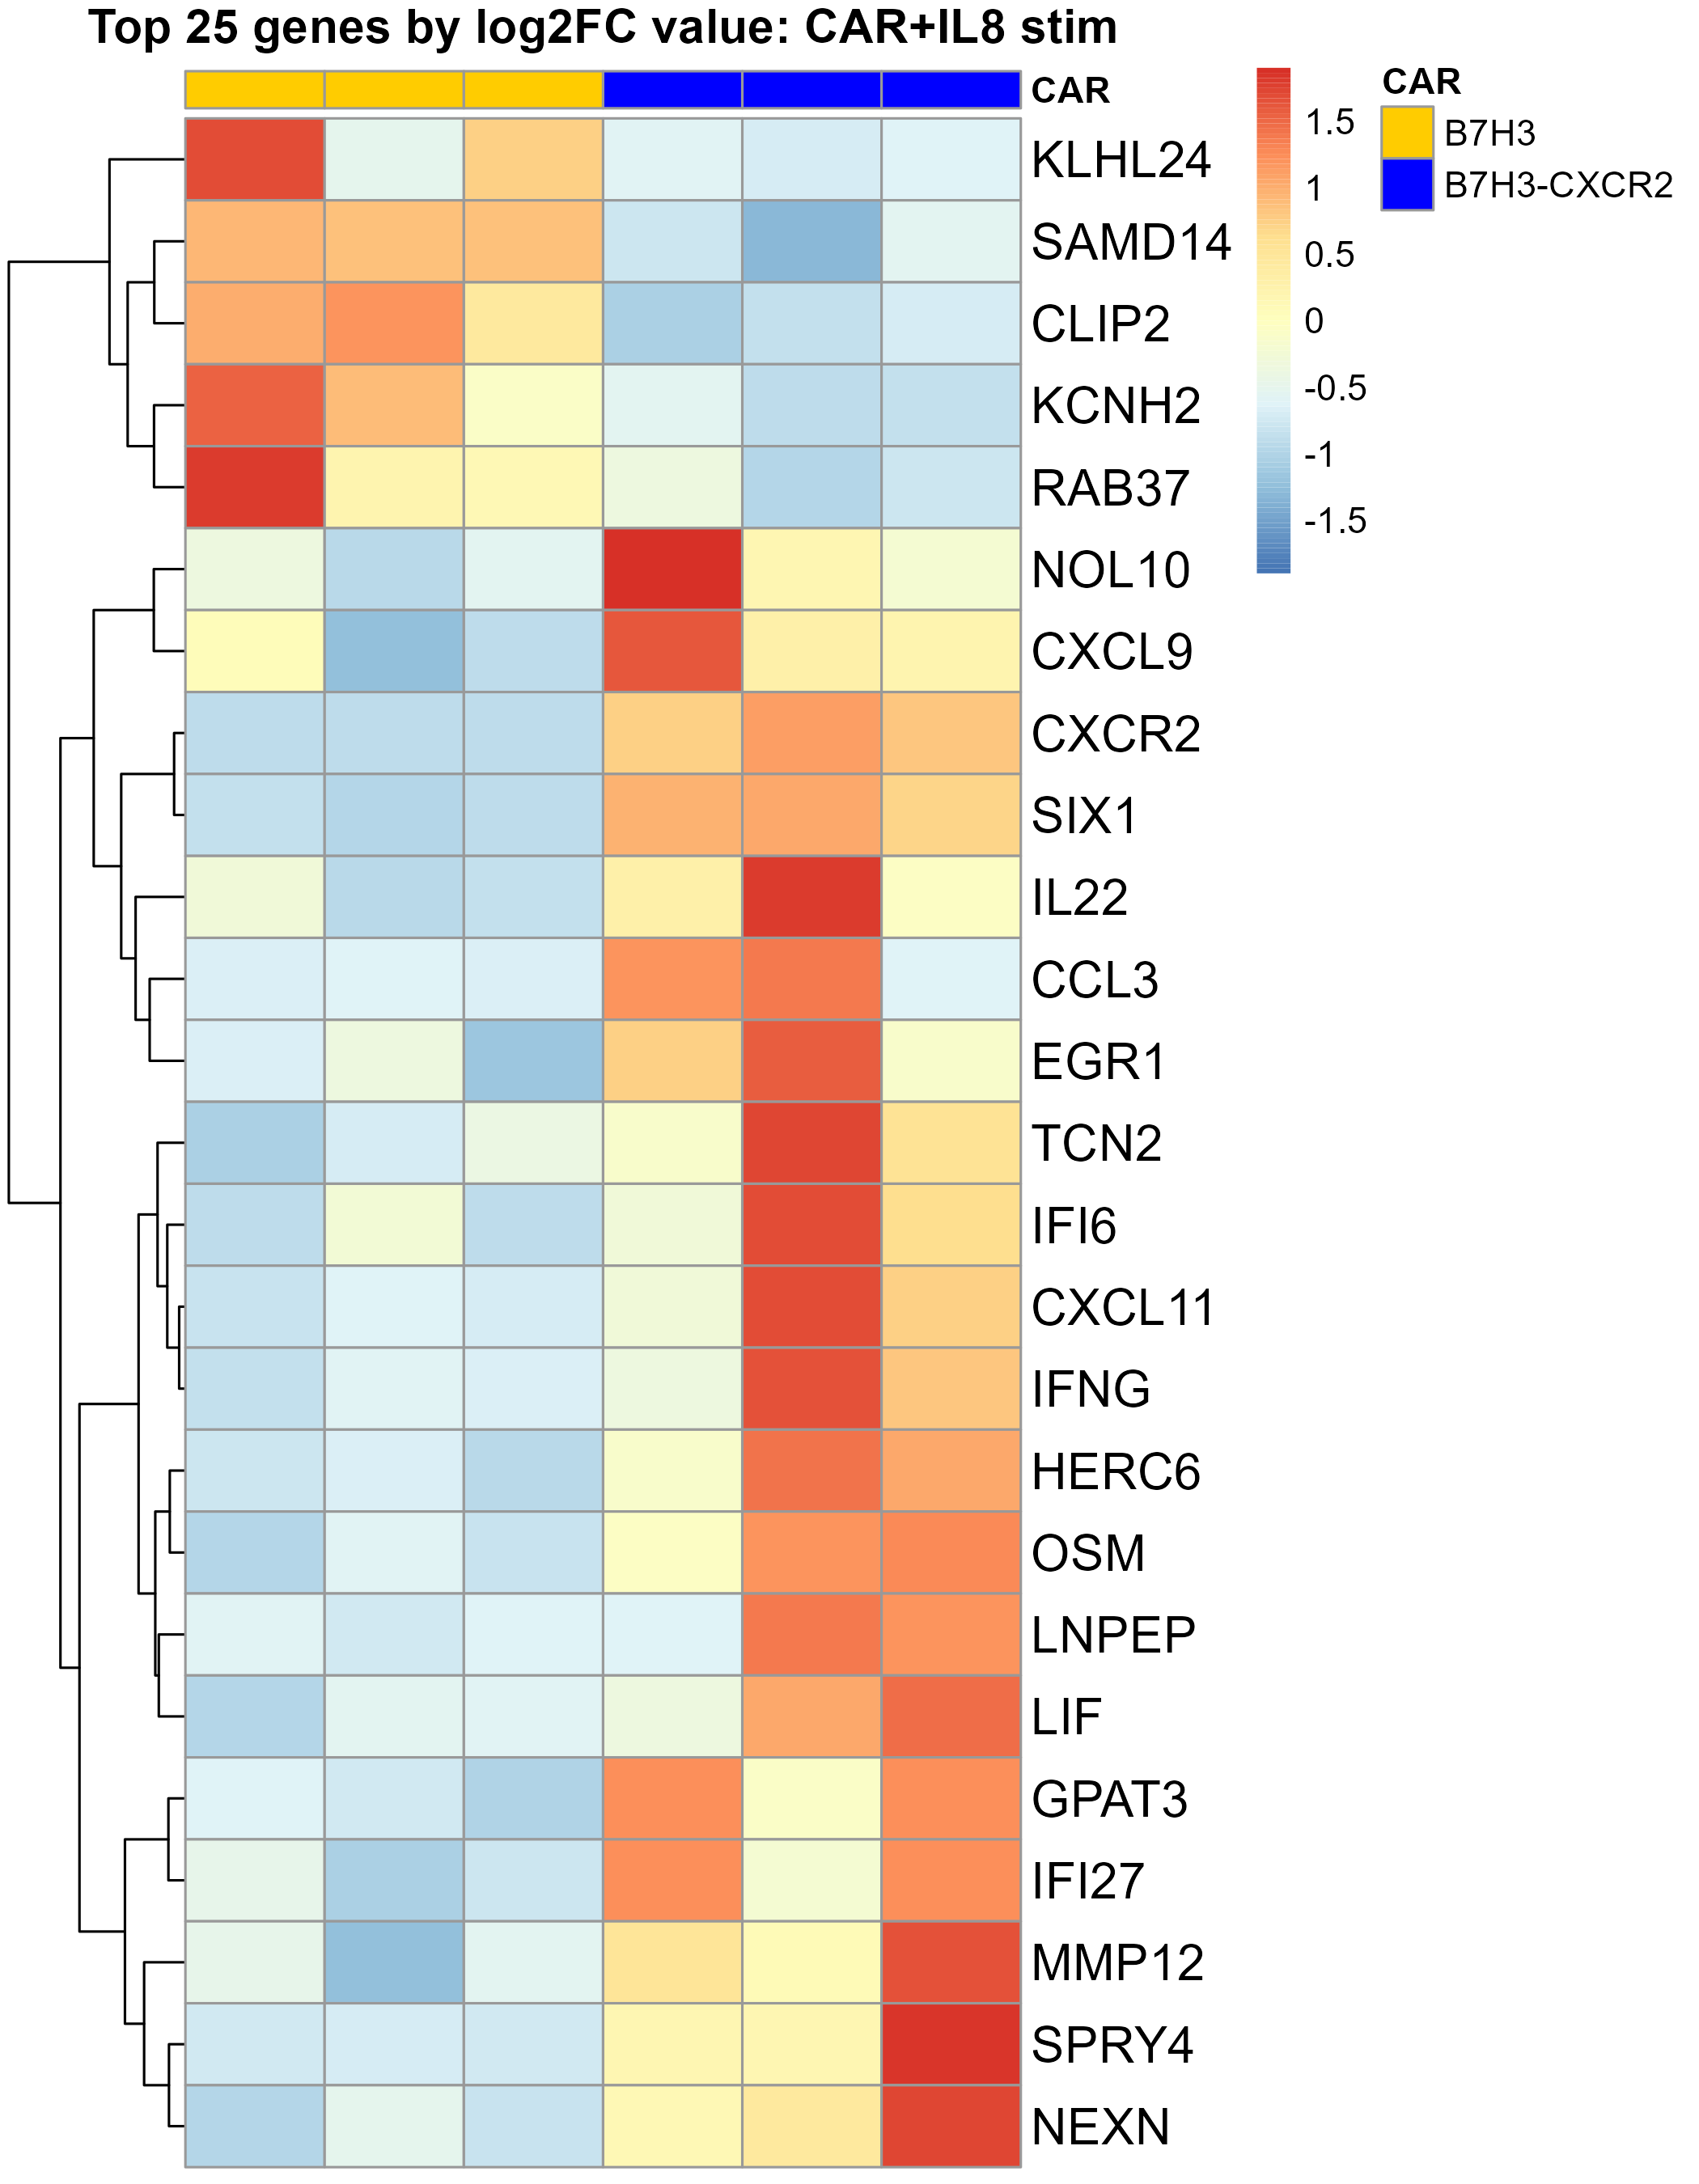 Top 25 genes by log2FC value: CAR+IL8 stim
CAR
KLHL24
SAMD14
CLIP2
KCNH2
RAB37
NOL10
CXCL9
CXCR2
SIX1
IL22
CCL3
EGR1
TCN2
IFI6
CXCL11
IFNG
HERC6
OSM
LNPEP
LIF
GPAT3
IFI27
MMP12
SPRY4
NEXN
1.5
1
0.5
0
-0.5
-1
-1.5
CAR
B7H3
B7H3-CXCR2